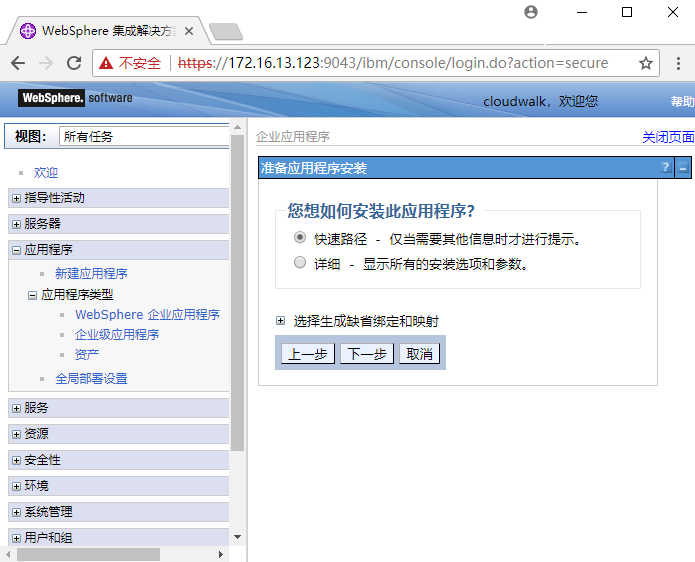 WebSphere 集成解决方
不安全 https://172.16.13.123:9043/ibm/console/login.do?action=secure
WebSphere. software cloudwalk，欢迎您 帮助
视图： 所有任务
欢迎
指导性活动
服务器
应用程序
新建应用程序
应用程序类型
WebSphere 企业应用程序
企业级应用程序
资产
全局部署设置
服务
资源
安全性
环境
系统管理
用户和组
企业应用程序 关闭页面
准备应用程序安装 ?
您想如何安装此应用程序？
快速路径 - 仅当需要其他信息时才进行提示。
详细 - 显示所有的安装选项和参数。
选择生成缺省绑定和映射
上一步 下一步 取消